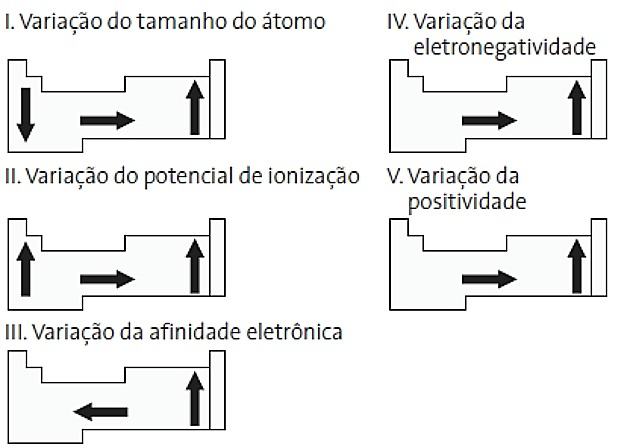 I. Variação do tamanho do átomo
II. Variação do potencial de ionização
III. Variação da afinidade eletrônica
IV. Variação da
eletronegatividade
V. Variação da
positividade